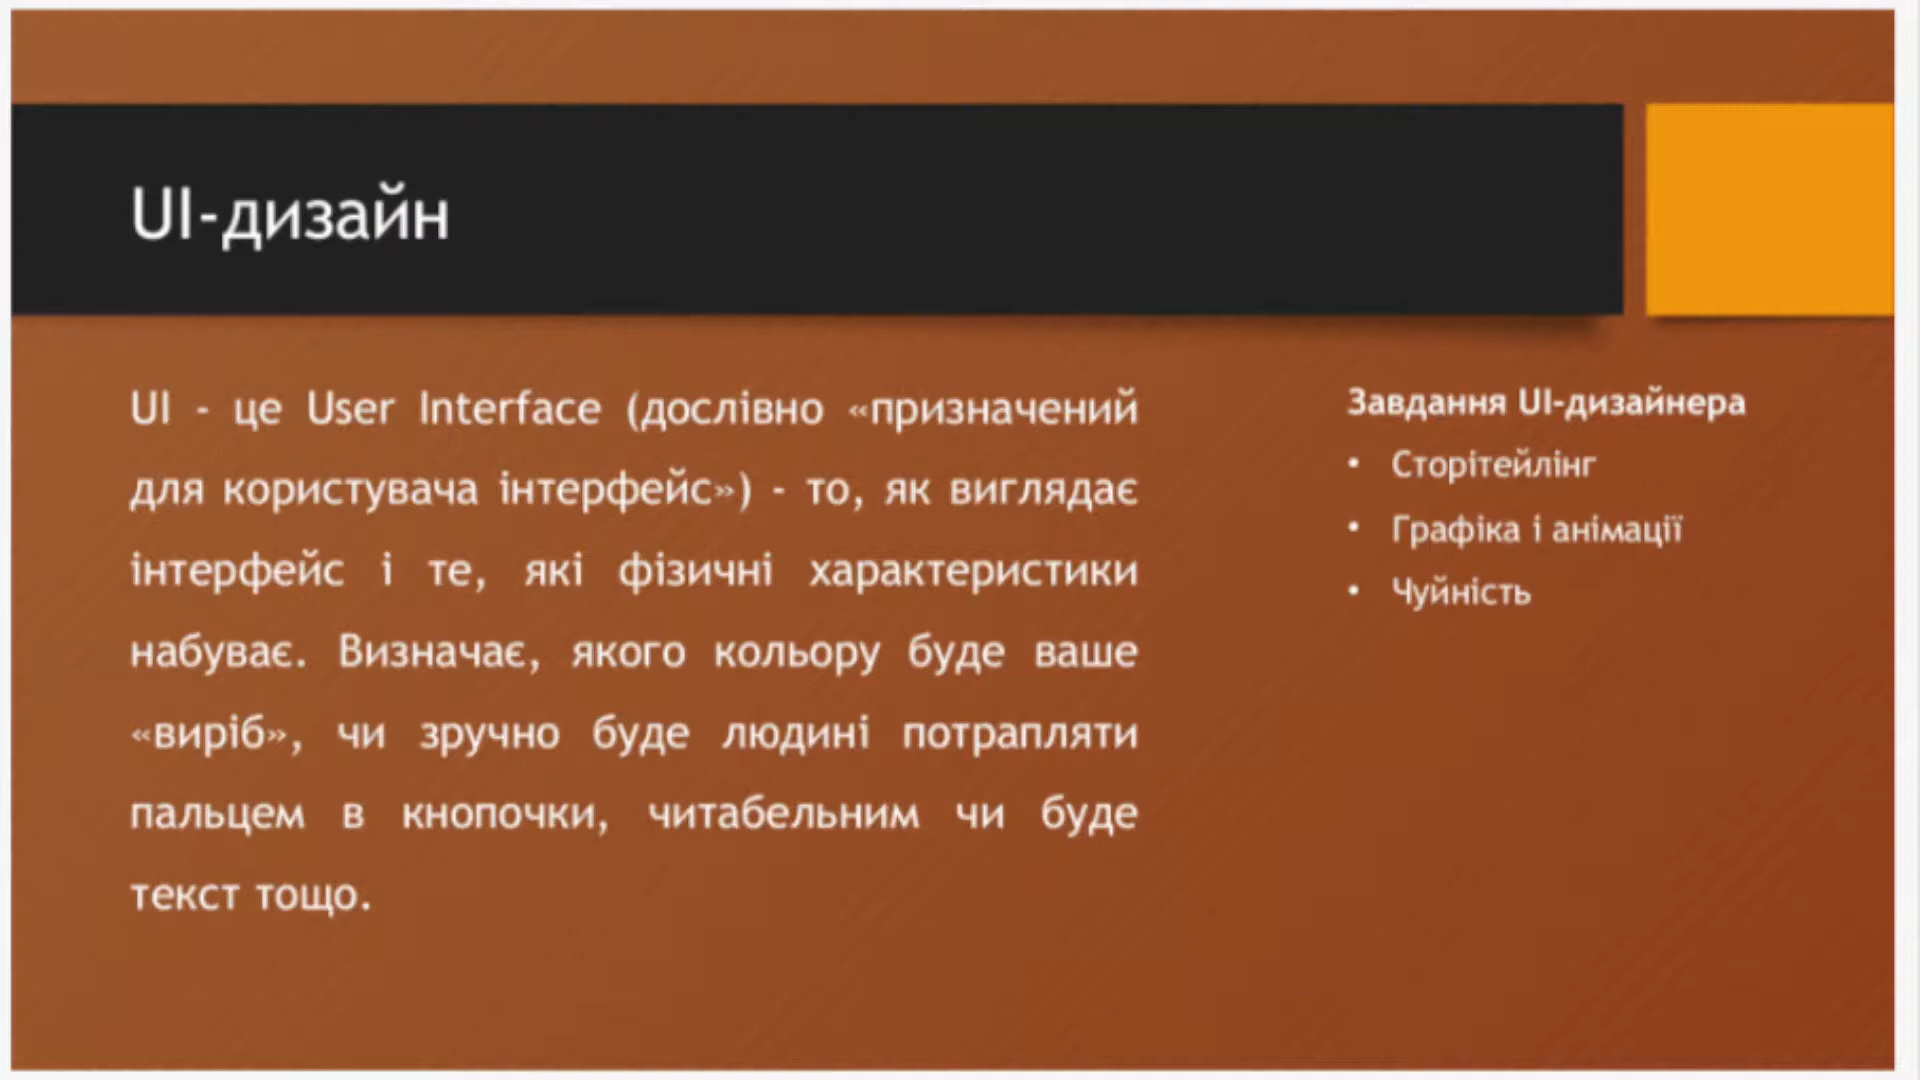 UI-дизайн
UI - це User Interface (дослівно «призначений
для користувача інтерфейс») - то, як виглядає
інтерфейс і те, які фізичні характеристики
набуває. Визначає, якого кольору буде ваше
«виріб», чи зручно буде людині потрапляти
пальцем в кнопочки, читабельним чи буде
текст тощо.
Завдання UI-дизайнера
• Сторітейлінг
• Графіка і анімації
• Чуйність